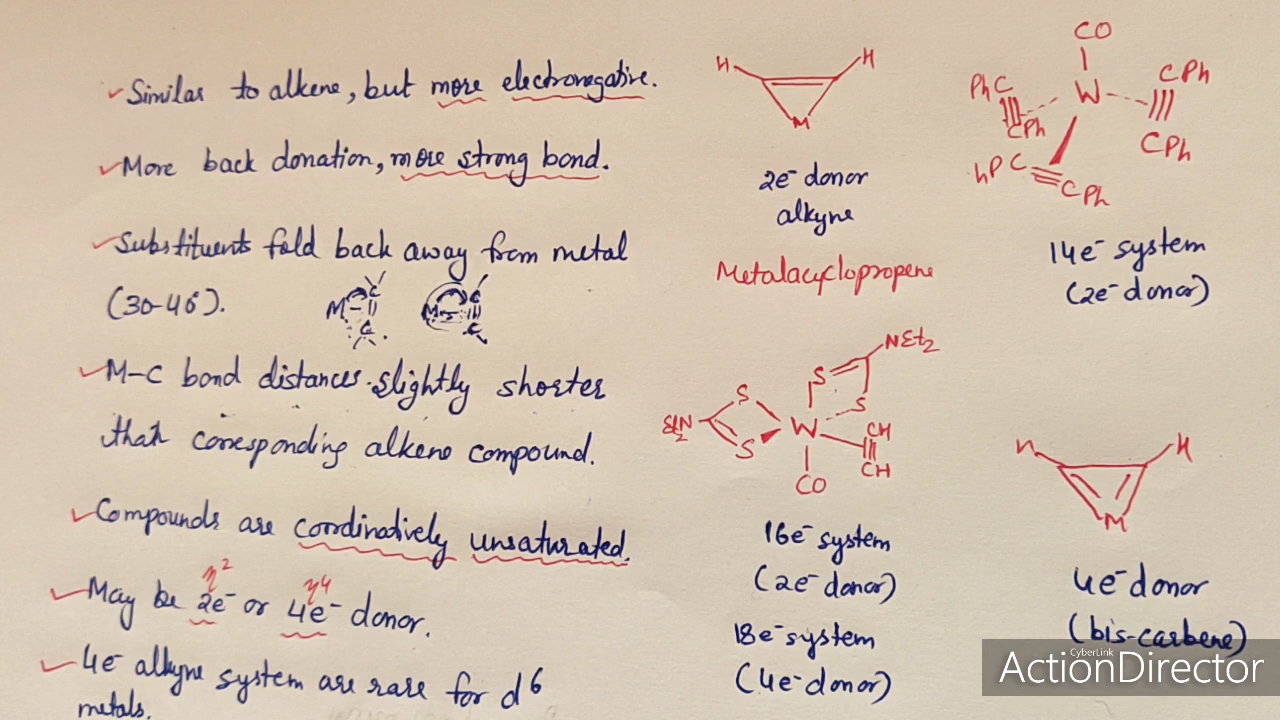 ✓Similar to alkene, but more electronegative.
✓More back donation, more strong bond.
✓Substituents fold back away from metal
(30-46°).
M
C
C
M
C
C
✓M-C bond distances slightly shorter
that corresponding alkene compound.
✓Compounds are coordinatively unsaturated.
η² η⁴
✓May be 2e⁻ or 4e⁻ donor.
✓4e⁻ alkyne system are rare for d⁶
metals.
H H
M
2e⁻ donor
alkyne
Metalacyclopropene
CO
W
PhC
CPh
CPh
CPh
hPC
CPh
14e⁻ system
(2e⁻ donor)
NEt₂
S
S
S
S
Et₂N
W
CH
CH
CO
16e⁻ system
(2e⁻ donor)
18e⁻ system
(4e⁻ donor)
H
M
4e⁻ donor
(bis-carbene)
CyberLink
ActionDirector